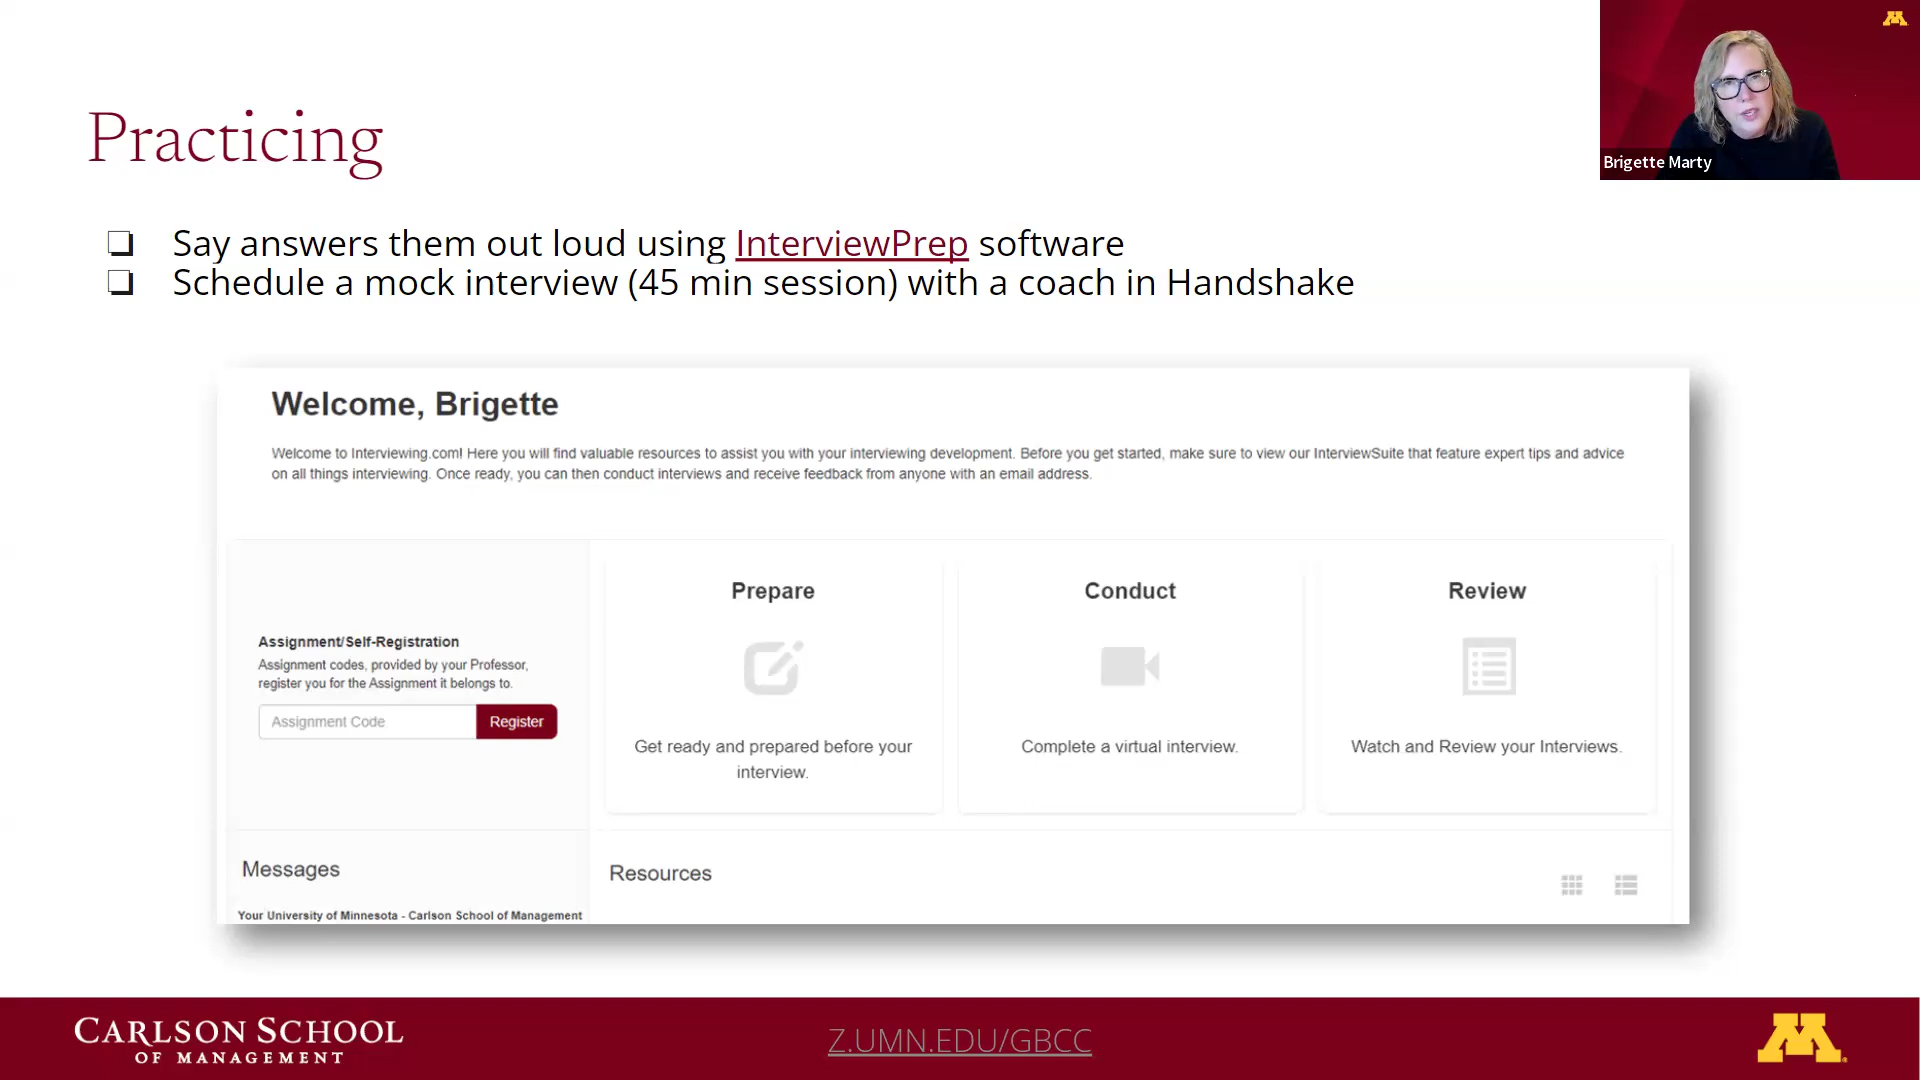 Practicing
Brigette Marty
❏ Say answers them out loud using InterviewPrep software
❏ Schedule a mock interview (45 min session) with a coach in Handshake
Welcome, Brigette
Welcome to Interviewing.com! Here you will find valuable resources to assist you with your interviewing development. Before you get started, make sure to view our InterviewSuite that feature expert tips and advice
on all things interviewing. Once ready, you can then conduct interviews and receive feedback from anyone with an email address.
Assignment/Self-Registration
Assignment codes, provided by your Professor,
register you for the Assignment it belongs to.
Assignment Code
Register
Prepare
Get ready and prepared before your
interview.
Conduct
Complete a virtual interview.
Review
Watch and Review your Interviews.
Messages
Your University of Minnesota - Carlson School of Management
Resources
CARLSON SCHOOL
OF MANAGEMENT
Z.UMN.EDU/GBCC